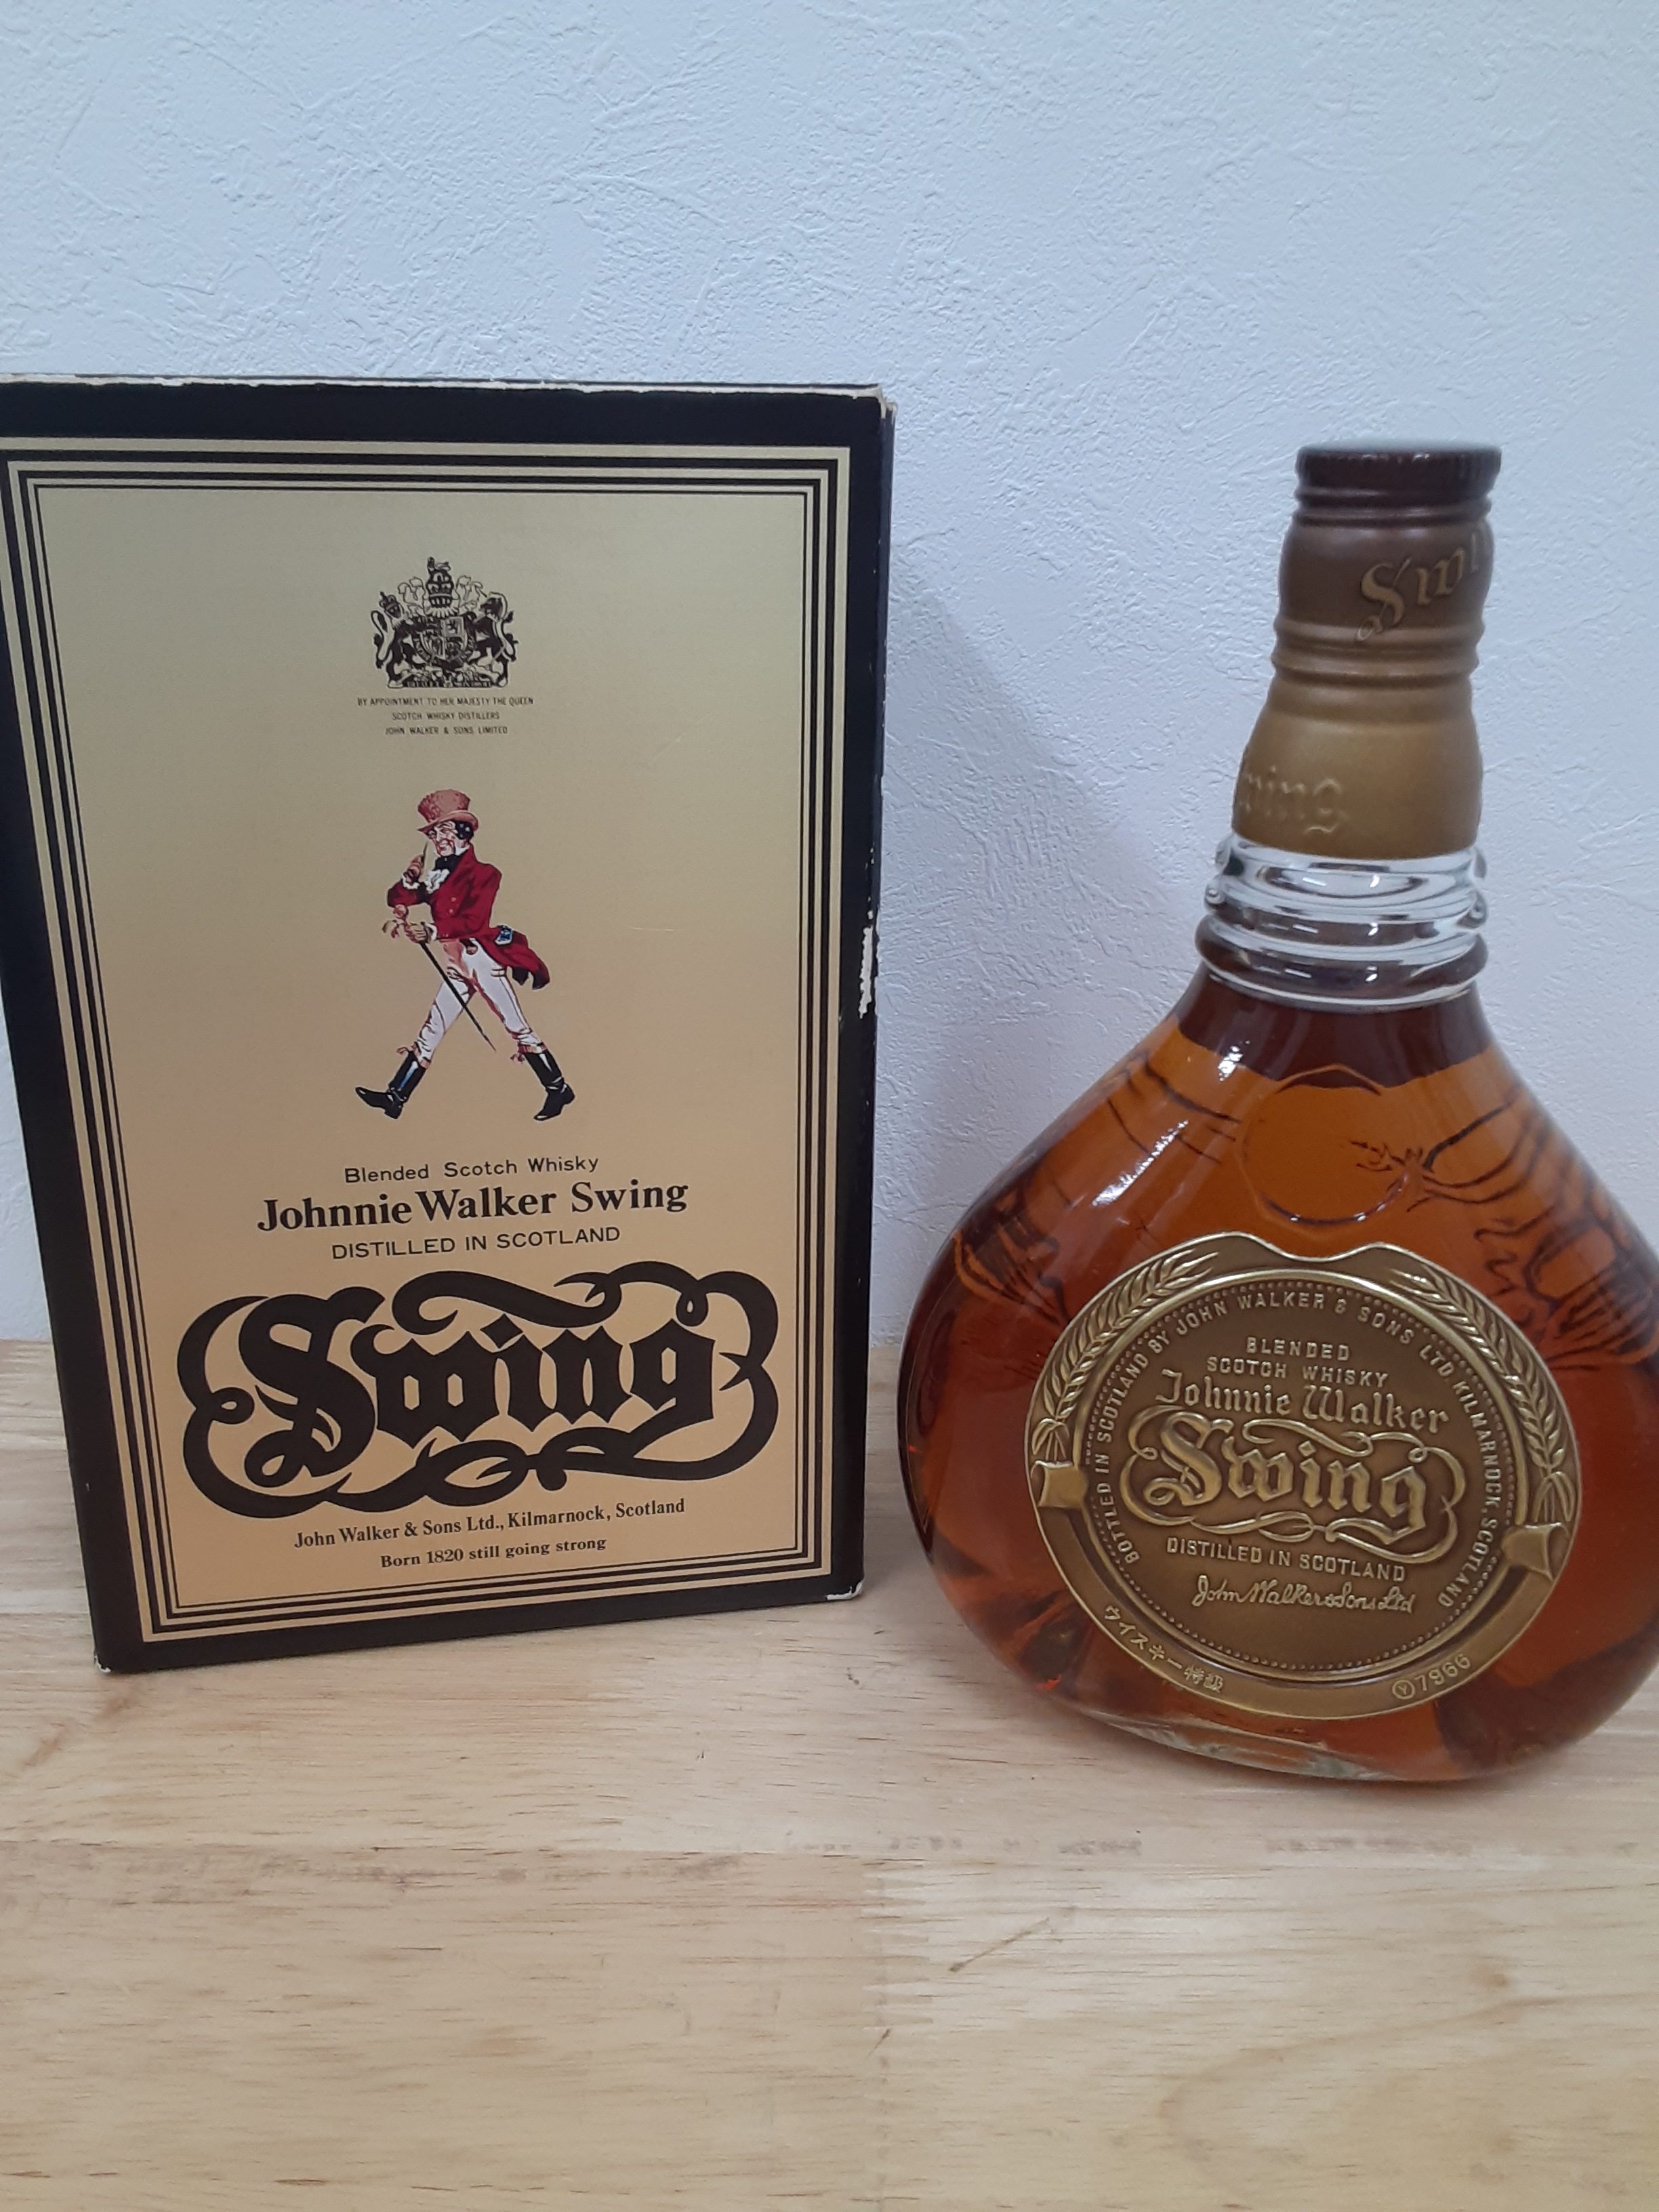 BY APPOINTMENT TO HER MAJESTY THE QUEEN
SCOTCH WHISKY DISTILLERS
JOHN WALKER & SONS LIMITED
Blended Scotch Whisky
Johnnie Walker Swing
DISTILLED IN SCOTLAND
Swing
John Walker & Sons Ltd., Kilmarnock, Scotland
Born 1820 still going strong
Swi
wing
BOTTLED IN SCOTLAND BY JOHN WALKER & SONS LTD KILMARNOCK, SCOTLAND
BLENDED
SCOTCH WHISKY
Johnnie Walker
Swing
DISTILLED IN SCOTLAND
John Walker & Sons Ltd
ウイスキー特級
Ⓨ7966